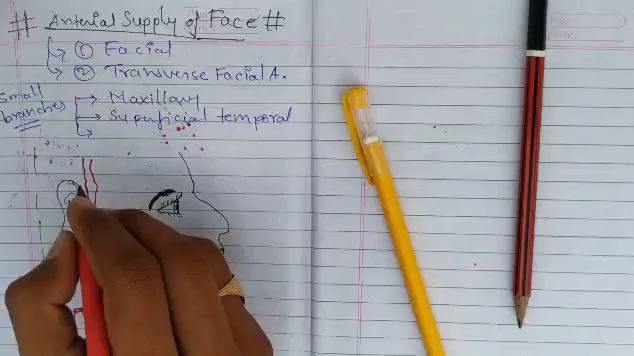 # Arterial Supply of Face #
① Facial
② Transverse Facial A.
Small branches
Maxillary
Superficial temporal